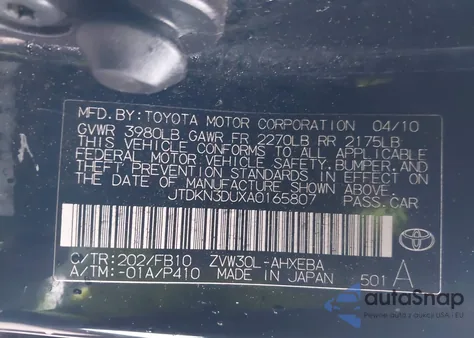 MFD. BY: TOYOTA MOTOR CORPORATION 04/10
GVWR 3980LB GAWR FR 2270LB RR 2175LB
THIS VEHICLE CONFORMS TO ALL APPLICABLE
FEDERAL MOTOR VEHICLE SAFETY, BUMPER, AND
THEFT PREVENTION STANDARDS IN EFFECT ON
THE DATE OF MANUFACTURE SHOWN ABOVE.
JTDKN3DUXA0165807 PASS. CAR
C/TR: 202/FB10 ZVW30L-AHXEBA
A/TM: -01A/P410 MADE IN JAPAN 501 A
autoSnap